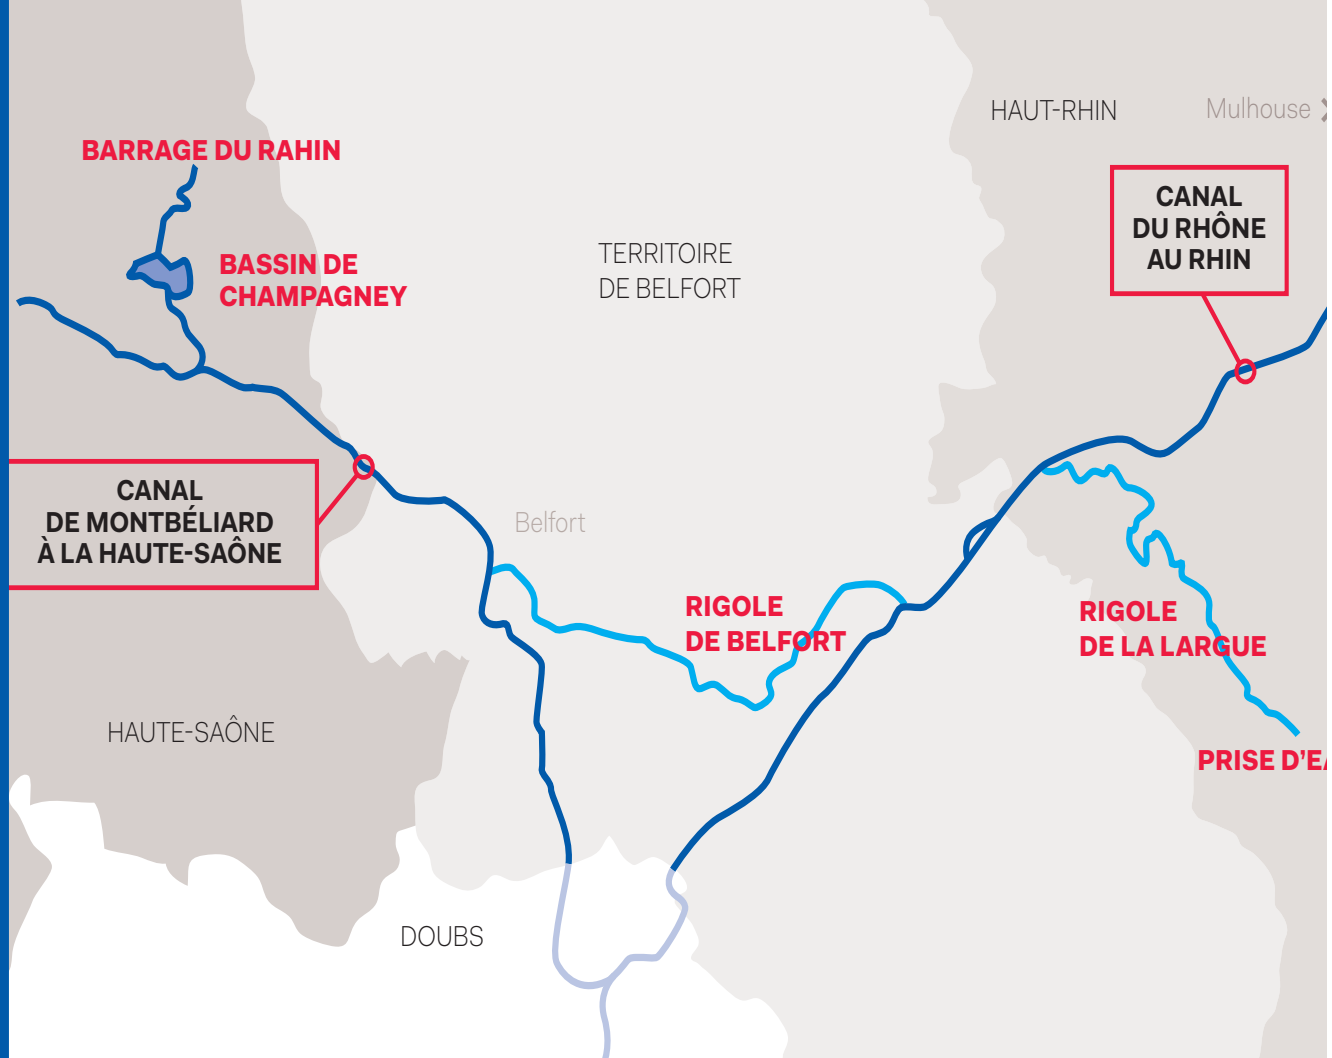 HAUT-RHIN
Mulhouse
BARRAGE DU RAHIN
CANAL
DU RHÔNE
AU RHIN
BASSIN DE
CHAMPAGNEY
TERRITOIRE
DE BELFORT
CANAL
DE MONTBÉLIARD
À LA HAUTE-SAÔNE
Belfort
RIGOLE
DE BELFORT
RIGOLE
DE LA LARGUE
HAUTE-SAÔNE
PRISE
DOUBS